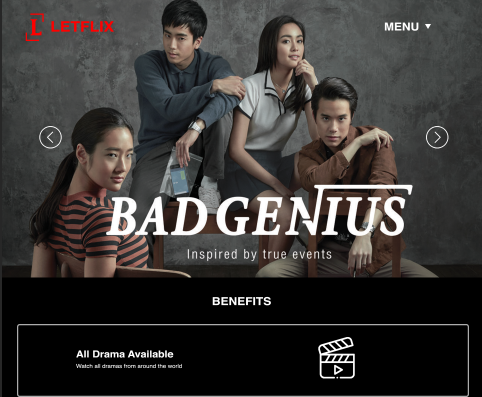 LETFLIX
MENU
BAD GENIUS
Inspired by true events
BENEFITS
All Drama Available
Watch all dramas from around the world